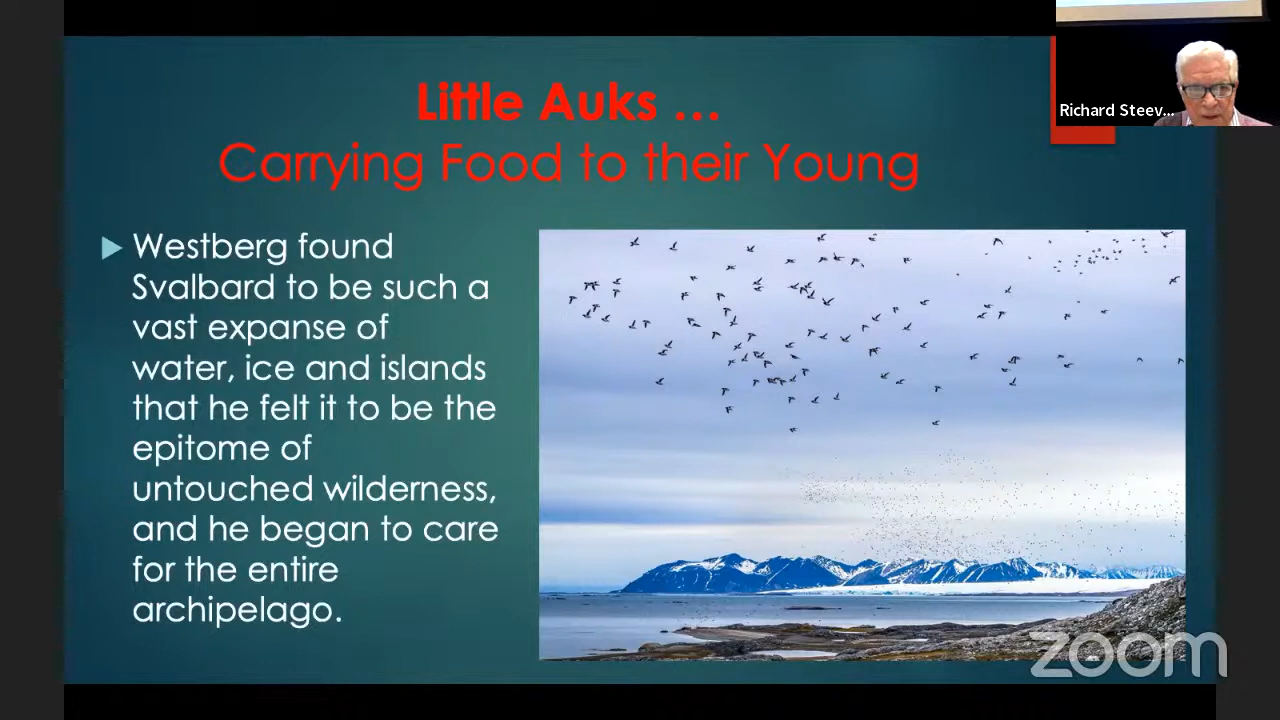 Little Auks ...
Carrying Food to their Young
Richard Steev...
Westberg found
Svalbard to be such a
vast expanse of
water, ice and islands
that he felt it to be the
epitome of
untouched wilderness,
and he began to care
for the entire
archipelago.
zoom